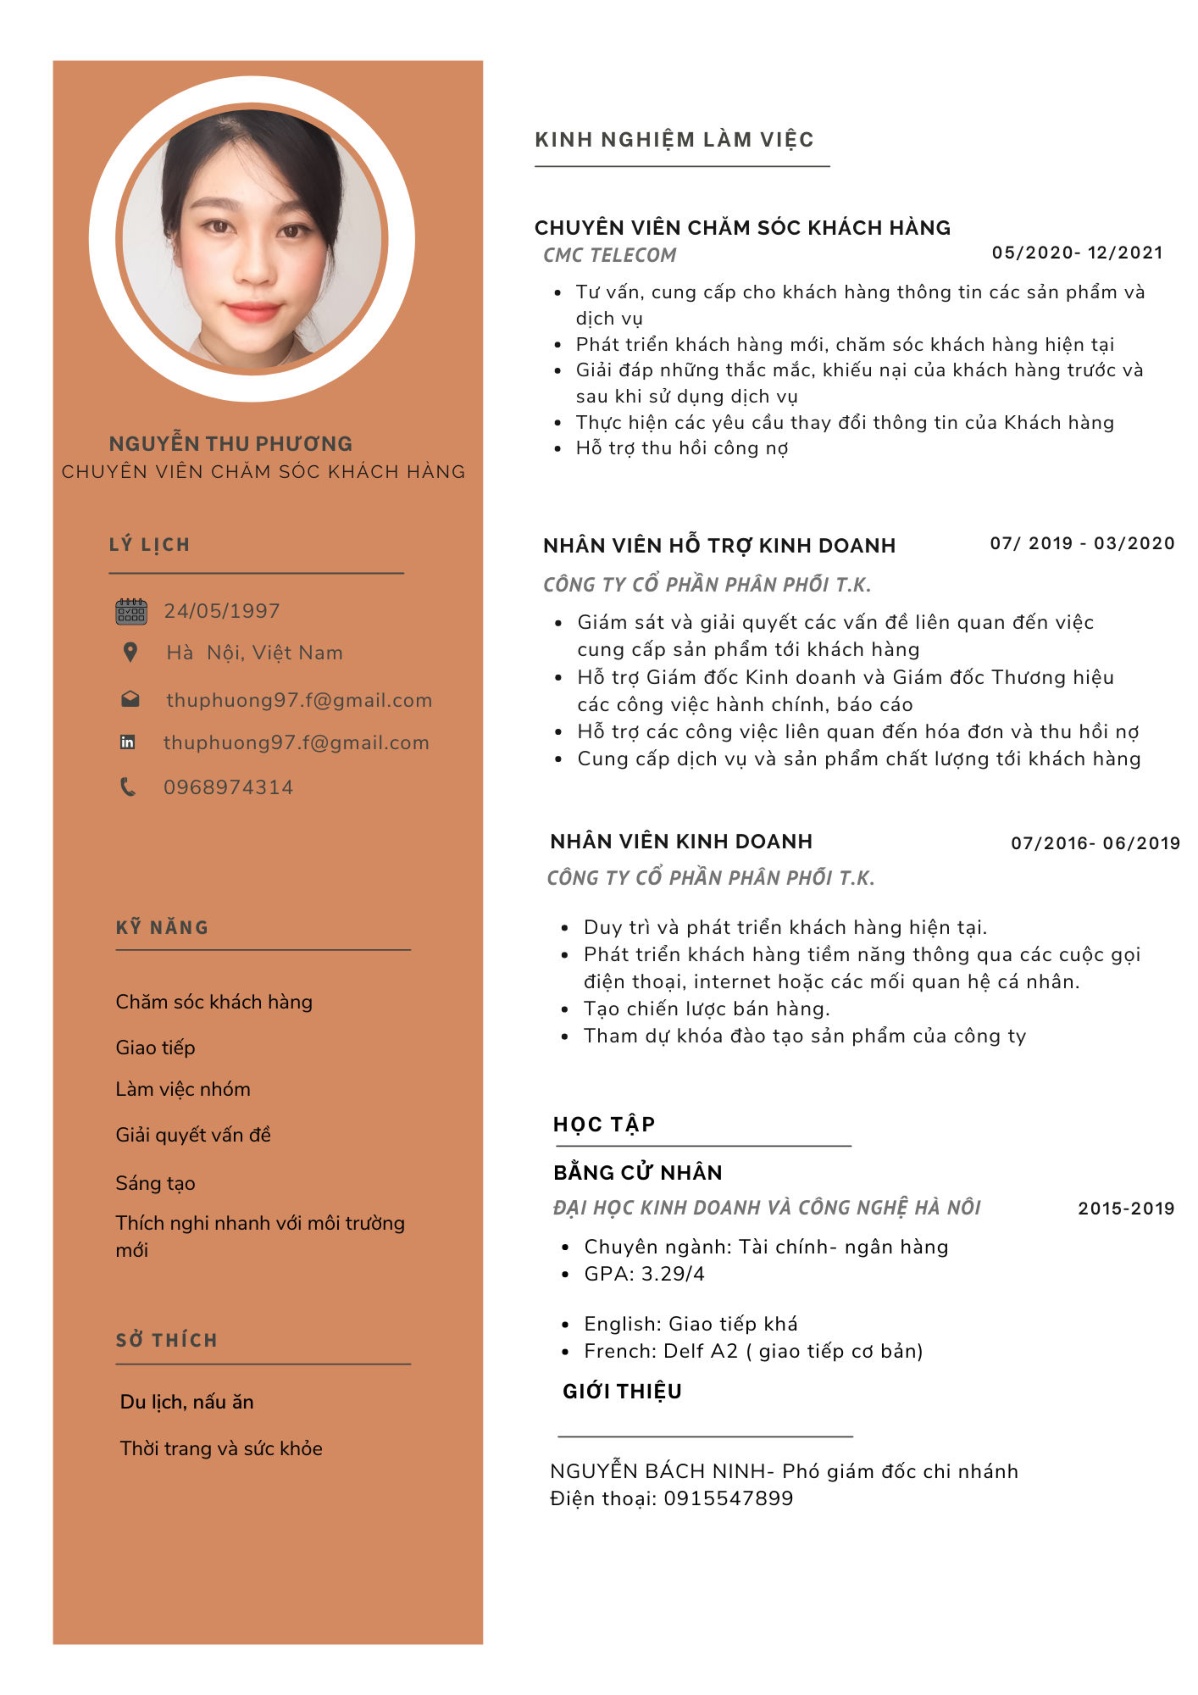 NGUYỄN THU PHƯƠNG
CHUYÊN VIÊN CHĂM SÓC KHÁCH HÀNG
LÝ LỊCH
24/05/1997
Hà Nội, Việt Nam
thuphuong97.f@gmail.com
in thuphuong97.f@gmail.com
0968974314
KỸ NĂNG
Chăm sóc khách hàng
Giao tiếp
Làm việc nhóm
Giải quyết vấn đề
Sáng tạo
Thích nghi nhanh với môi trường
mới
SỞ THÍCH
Du lịch, nấu ăn
Thời trang và sức khỏe
KINH NGHIỆM LÀM VIỆC
CHUYÊN VIÊN CHĂM SÓC KHÁCH HÀNG
CMC TELECOM 05/2020- 12/2021
• Tư vấn, cung cấp cho khách hàng thông tin các sản phẩm và
dịch vụ
• Phát triển khách hàng mới, chăm sóc khách hàng hiện tại
• Giải đáp những thắc mắc, khiếu nại của khách hàng trước và
sau khi sử dụng dịch vụ
• Thực hiện các yêu cầu thay đổi thông tin của Khách hàng
• Hỗ trợ thu hồi công nợ
NHÂN VIÊN HỖ TRỢ KINH DOANH 07/ 2019 - 03/2020
CÔNG TY CỔ PHẦN PHÂN PHỐI T.K.
• Giám sát và giải quyết các vấn đề liên quan đến việc
cung cấp sản phẩm tới khách hàng
• Hỗ trợ Giám đốc Kinh doanh và Giám đốc Thương hiệu
các công việc hành chính, báo cáo
• Hỗ trợ các công việc liên quan đến hóa đơn và thu hồi nợ
• Cung cấp dịch vụ và sản phẩm chất lượng tới khách hàng
NHÂN VIÊN KINH DOANH 07/2016- 06/2019
CÔNG TY CỔ PHẦN PHÂN PHỐI T.K.
• Duy trì và phát triển khách hàng hiện tại.
• Phát triển khách hàng tiềm năng thông qua các cuộc gọi
điện thoại, internet hoặc các mối quan hệ cá nhân.
• Tạo chiến lược bán hàng.
• Tham dự khóa đào tạo sản phẩm của công ty
HỌC TẬP
BẰNG CỬ NHÂN
ĐẠI HỌC KINH DOANH VÀ CÔNG NGHỆ HÀ NÔI 2015-2019
• Chuyên ngành: Tài chính- ngân hàng
• GPA: 3.29/4
• English: Giao tiếp khá
• French: Delf A2 ( giao tiếp cơ bản)
GIỚI THIỆU
NGUYỄN BÁCH NINH- Phó giám đốc chi nhánh
Điện thoại: 0915547899